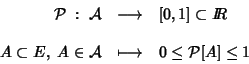 𝒫 : 𝒜 ⟶ [0, 1] ⊂ ℝ
A ⊂ E, A ∈ 𝒜 ⟼ 0 ≤ 𝒫[A] ≤ 1